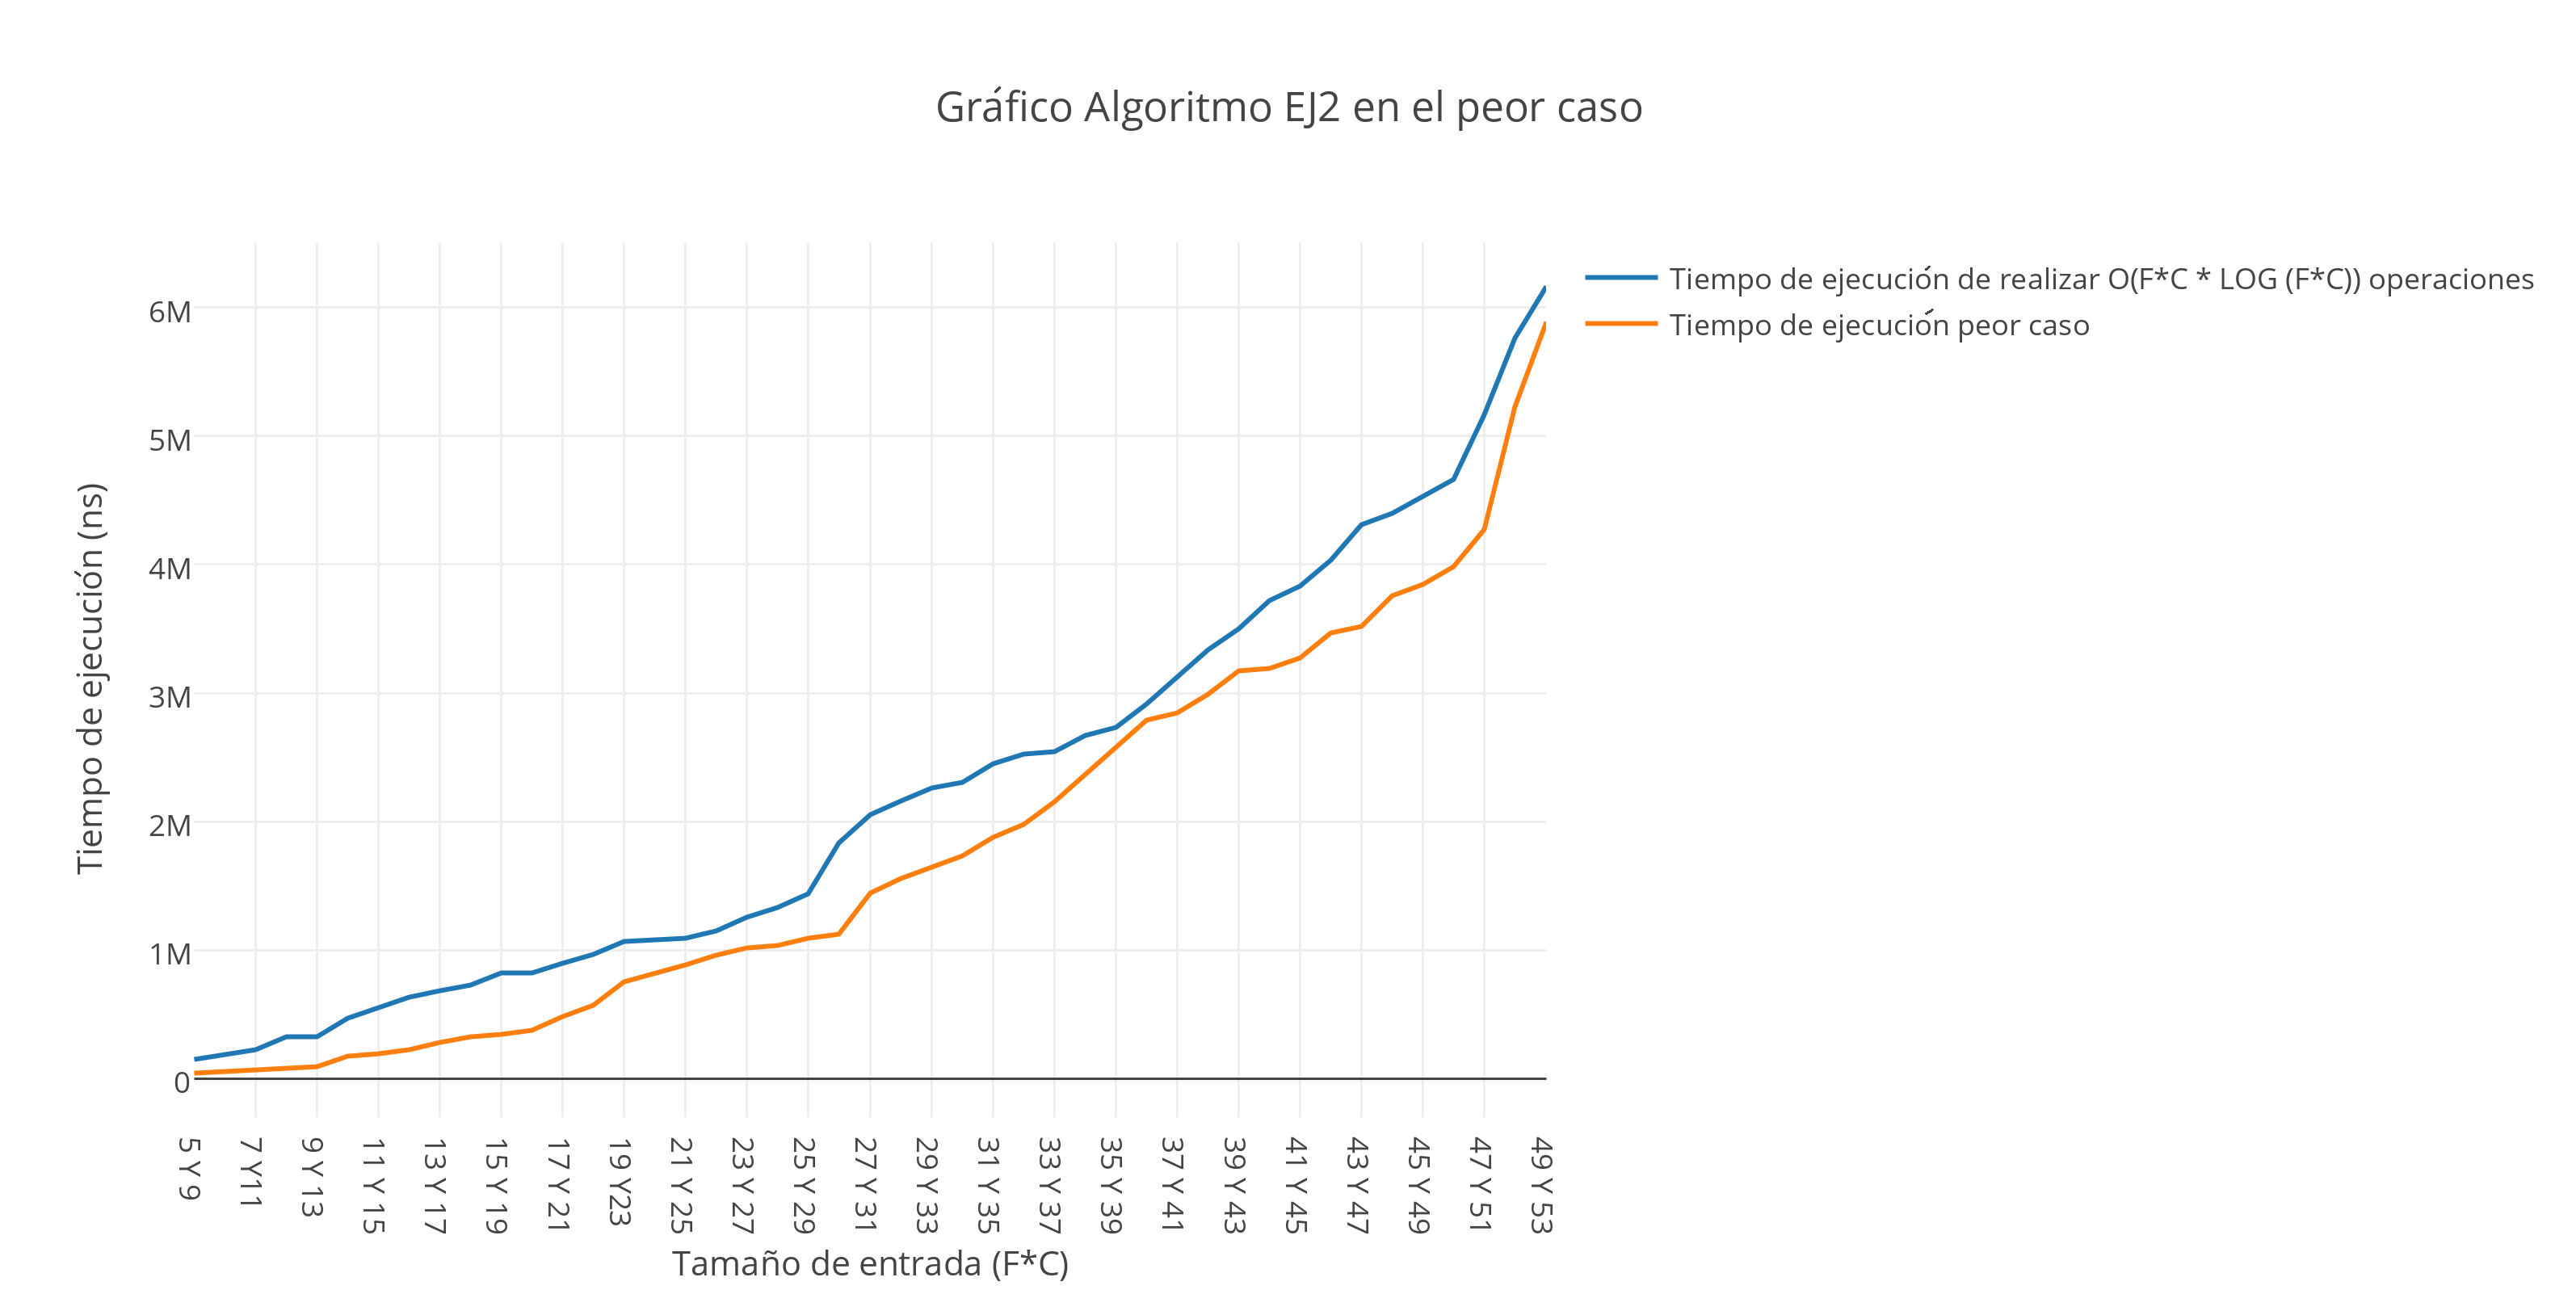 Gráfico Algoritmo EJ2 en el peor caso
Tiempo de ejecución de realizar O(F*C * LOG (F*C)) operaciones
Tiempo de ejecución peor caso
Tiempo de ejecución (ns)
6M
5M
4M
3M
2M
1M
0
5 Y 9
7 Y11
9 Y 13
11 Y 15
13 Y 17
15 Y 19
17 Y 21
19 Y23
21 Y 25
23 Y 27
25 Y 29
27 Y 31
29 Y 33
31 Y 35
33 Y 37
35 Y 39
37 Y 41
39 Y 43
41 Y 45
43 Y 47
45 Y 49
47 Y 51
49 Y 53
Tamaño de entrada (F*C)